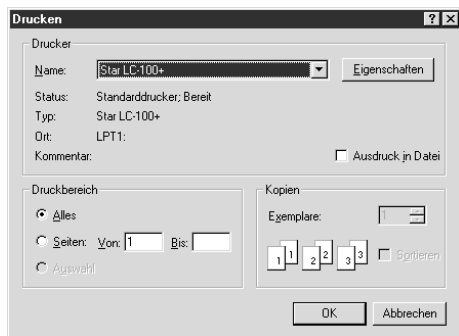 Drucken
Drucker
Name: Star LC-100+ Eigenschaften
Status: Standarddrucker; Bereit
Typ: Star LC-100+
Ort: LPT1:
Kommentar: Ausdruck in Datei
Druckbereich
Alles
Seiten: Von: 1 Bis:
Auswahl
Kopien
Exemplare: 1
1 1 2 2 3 3 Sortieren
OK Abbrechen